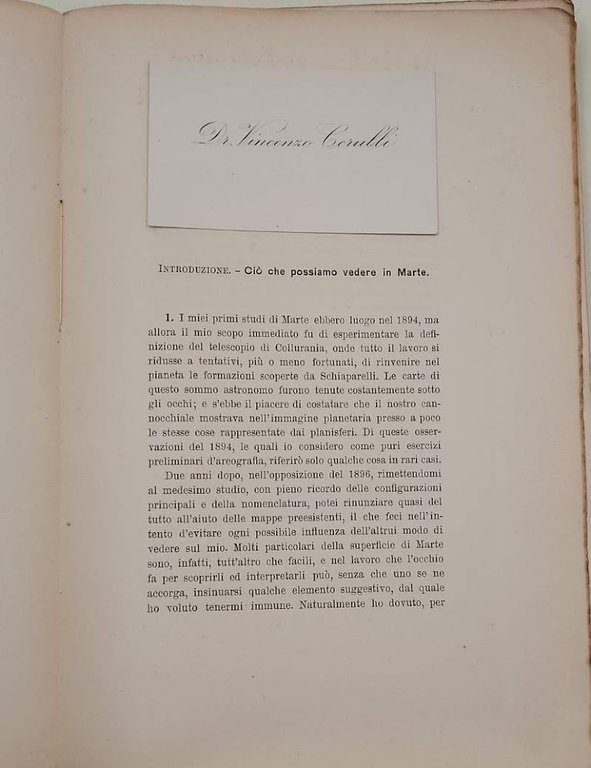 Dr. Vincenzo Cerulli
INTRODUZIONE. - Ciò che possiamo vedere in Marte.
1. I miei primi studi di Marte ebbero luogo nel 1894, ma
allora il mio scopo immediato fu di esperimentare la defi-
nizione del telescopio di Collurania, onde tutto il lavoro si
ridusse a tentativi, più o meno fortunati, di rinvenire nel
pianeta le formazioni scoperte da Schiaparelli. Le carte di
questo sommo astronomo furono tenute costantemente sotto
gli occhi; e s'ebbe il piacere di costatare che il nostro can-
nocchiale mostrava nell'immagine planetaria presso a poco
le stesse cose rappresentate dai planisferi. Di queste osser-
vazioni del 1894, le quali io considero come puri esercizi
preliminari d'areografia, riferirò solo qualche cosa in rari casi.
Due anni dopo, nell'opposizione del 1896, rimettendomi
al medesimo studio, con pieno ricordo delle configurazioni
principali e della nomenclatura, potei rinunziare quasi del
tutto all'aiuto delle mappe preesistenti, il che feci nell'in-
tento d'evitare ogni possibile influenza dell'altrui modo di
vedere sul mio. Molti particolari della superficie di Marte
sono, infatti, tutt'altro che facili, e nel lavoro che l'occhio
fa per scoprirli ed interpretarli può, senza che uno se ne
accorga, insinuarsi qualche elemento suggestivo, dal quale
ho voluto tenermi immune. Naturalmente ho dovuto, per